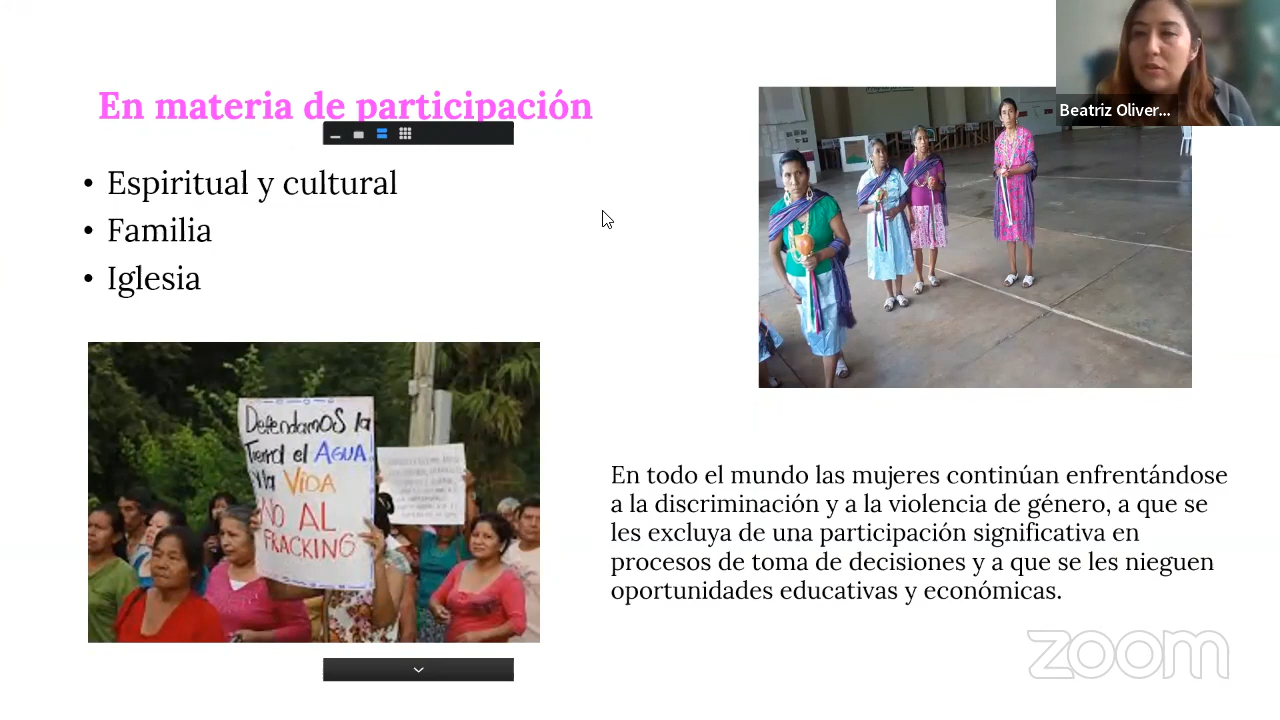 En materia de participación
• Espiritual y cultural
• Familia
• Iglesia
Beatriz Oliver...
Defendamos la
Tierra el AGUA
y la VIDA
NO AL
FRACKING
En todo el mundo las mujeres continúan enfrentándose
a la discriminación y a la violencia de género, a que se
les excluya de una participación significativa en
procesos de toma de decisiones y a que se les nieguen
oportunidades educativas y económicas.
zoom